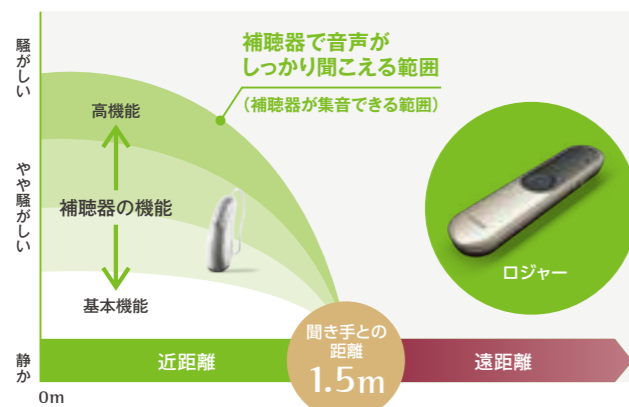 騒がしい
やや騒がしい
静か
補聴器で音声が
しっかり聞こえる範囲
(補聴器が集音できる範囲)
高機能
補聴器の機能
基本機能
ロジャー
近距離
聞き手との
距離
1.5m
遠距離
0m